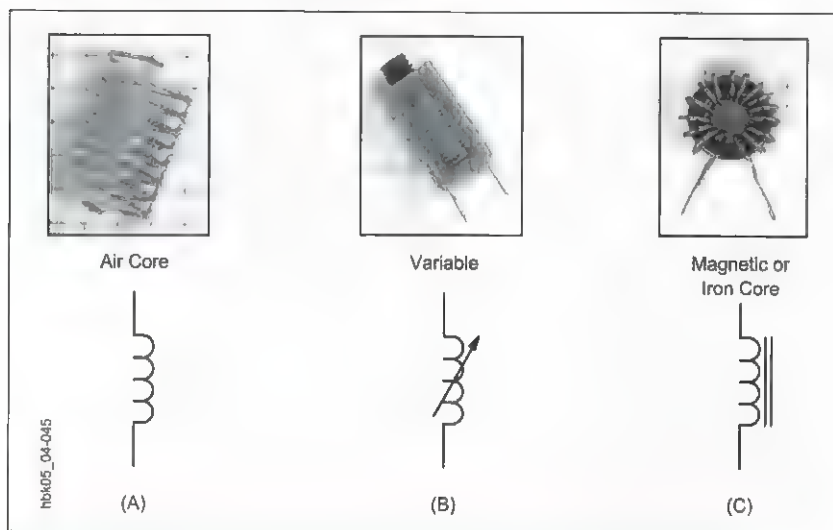 Air Core
Variable
Magnetic or
Iron Core
hbk05_04-045
(A)
(B)
(C)